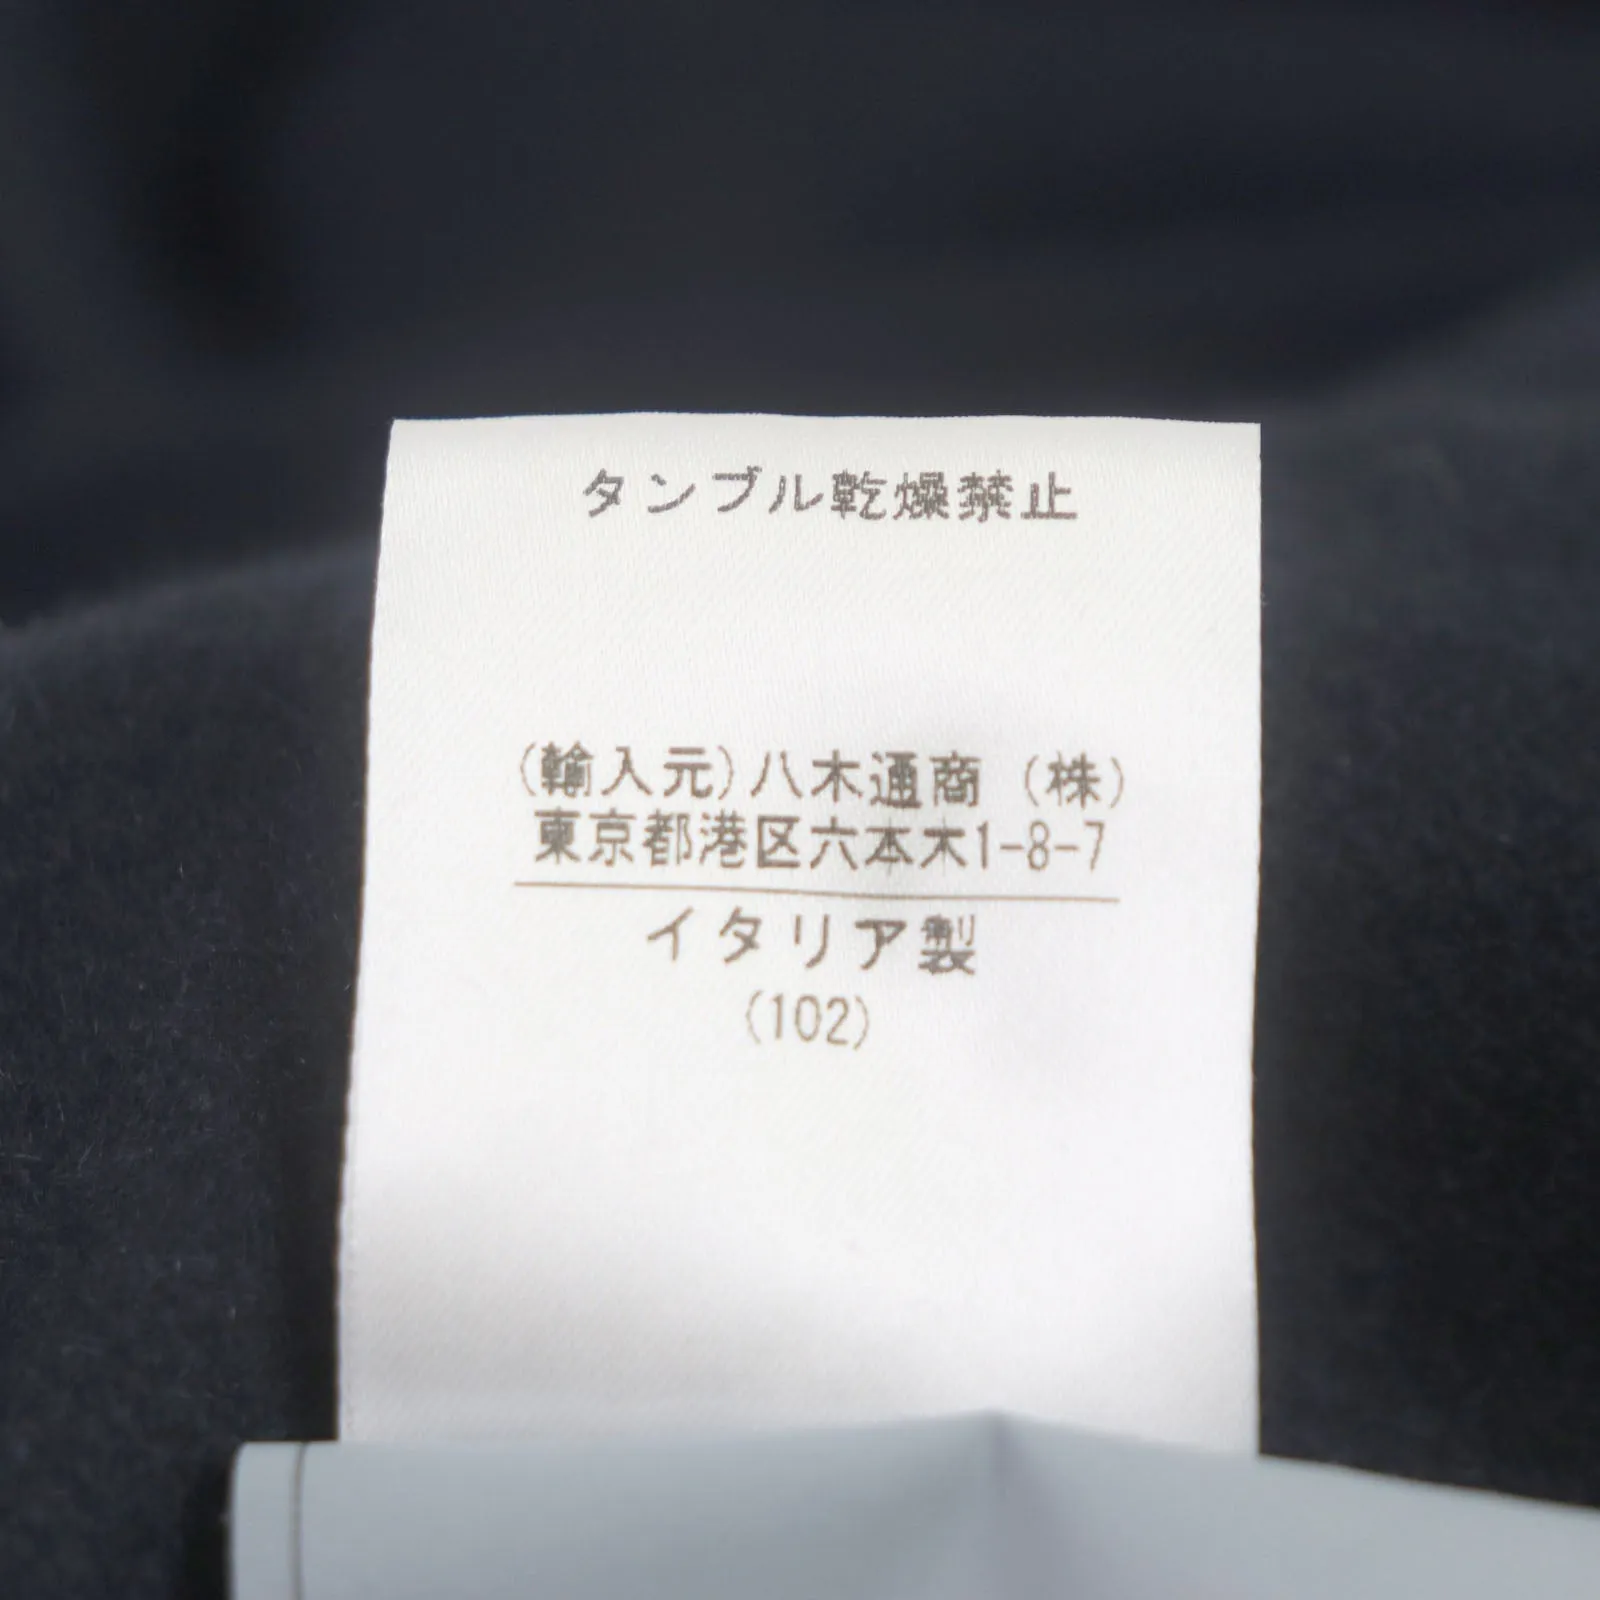 タンブル乾燥禁止
(輸入元)八木通商 (株)
東京都港区六本木1-8-7
イタリア製
(102)